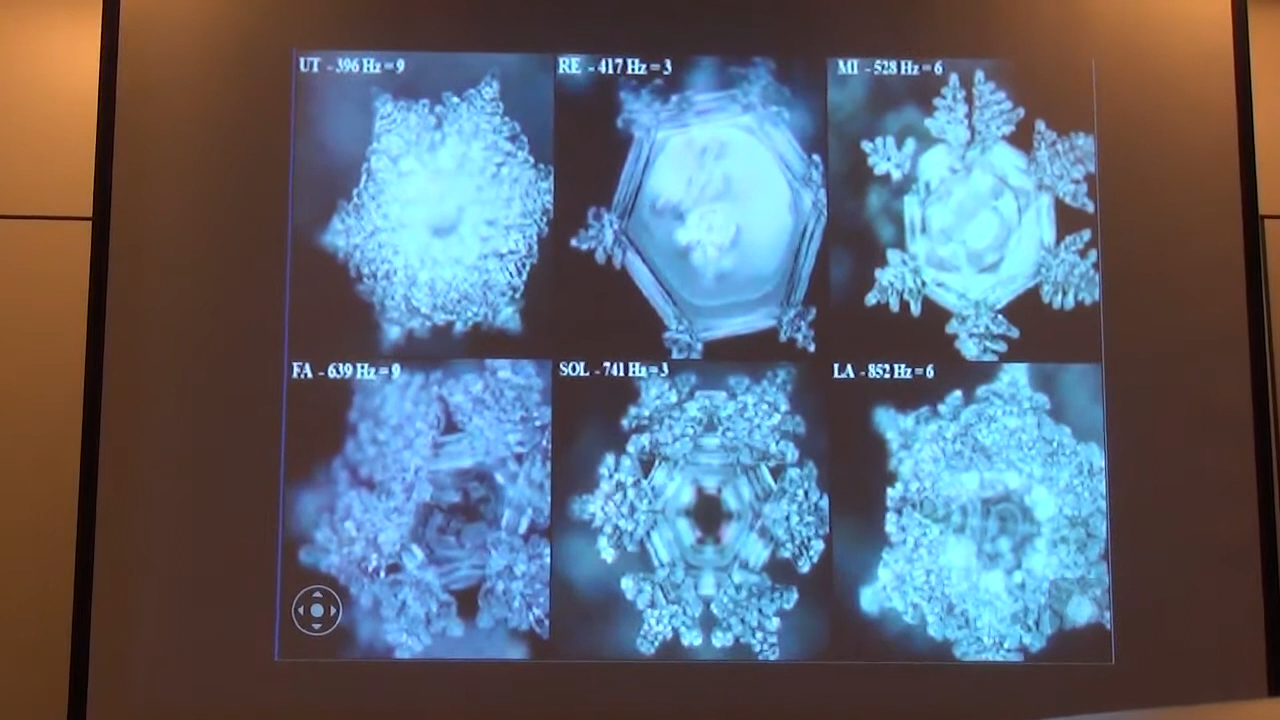 UT - 396 Hz = 9
RE - 417 Hz = 3
MI - 528 Hz = 6
FA - 639 Hz = 9
SOL - 741 Hz = 3
LA - 852 Hz = 6